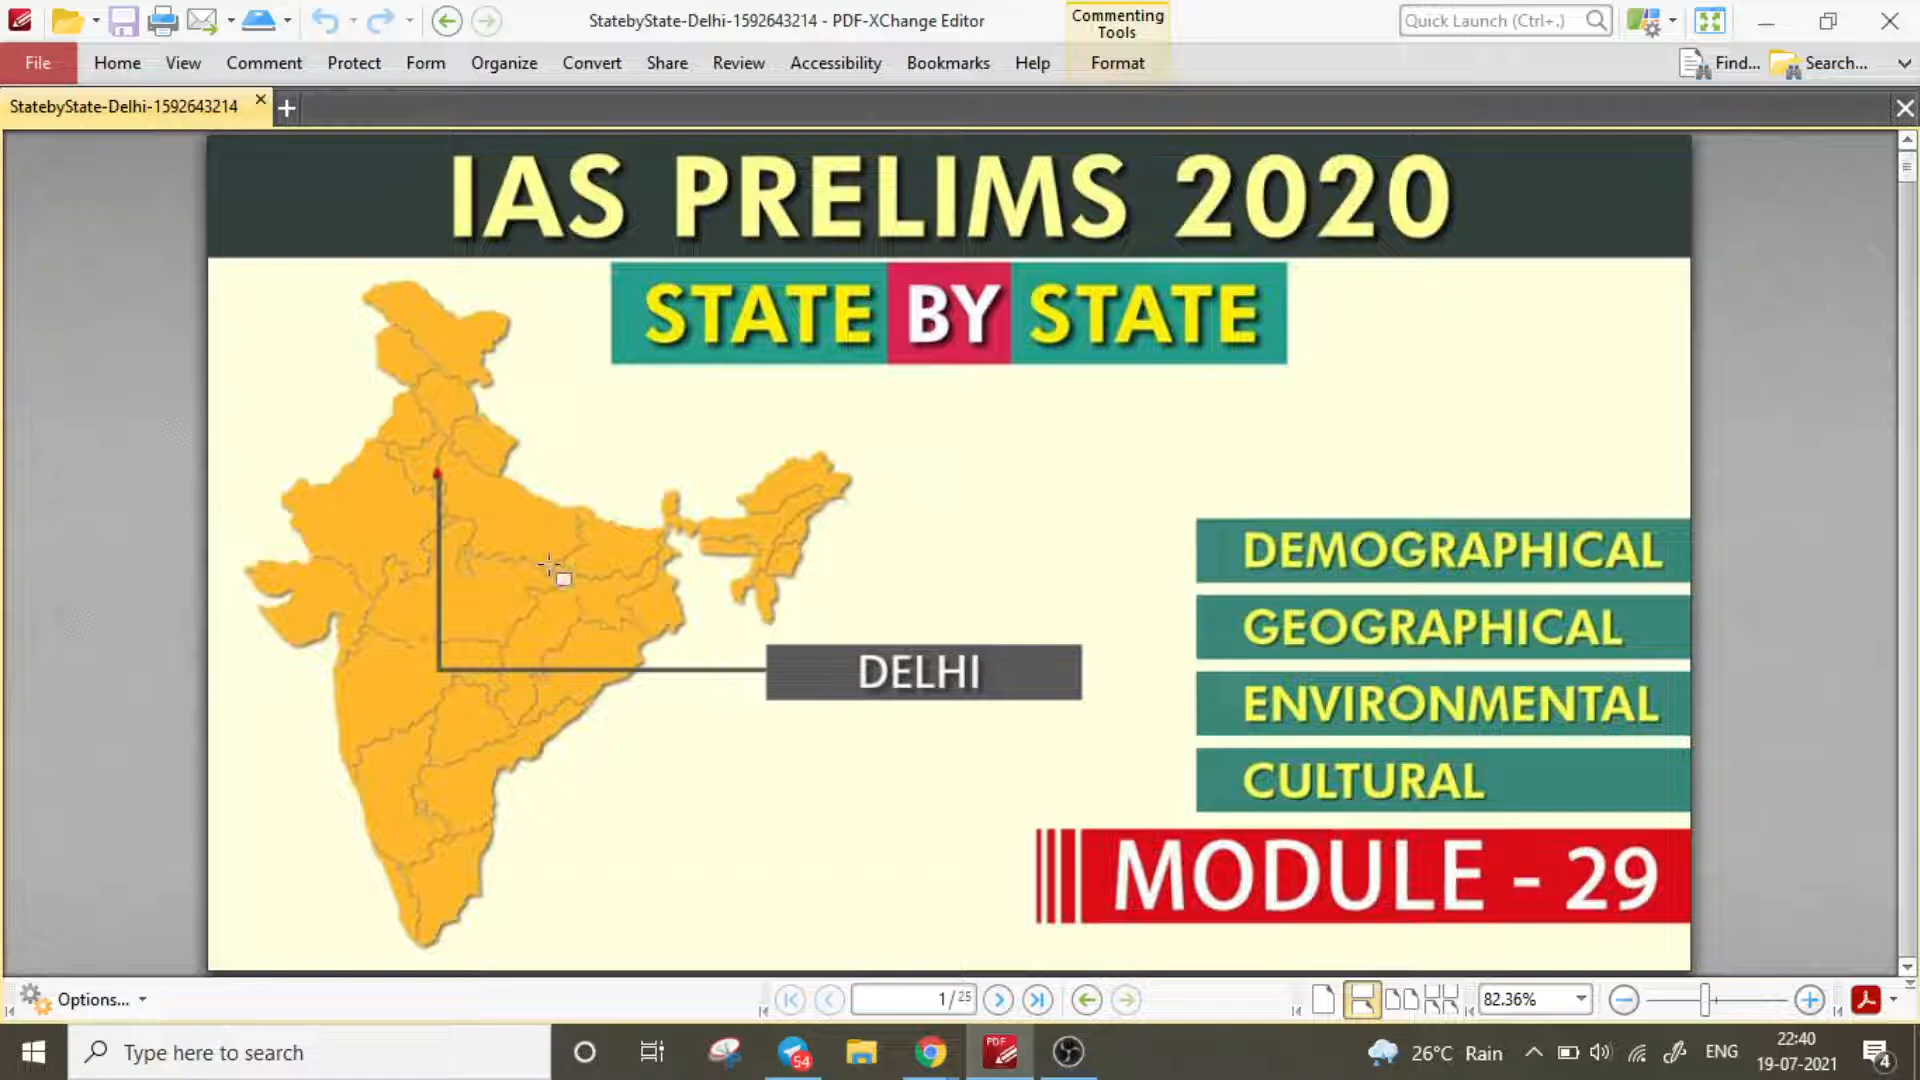 StatebyState-Delhi-1592643214 - PDF-XChange Editor
Commenting Tools
Quick Launch (Ctrl+.)
File Home View Comment Protect Form Organize Convert Share Review Accessibility Bookmarks Help Format
Find... Search...
StatebyState-Delhi-1592643214
IAS PRELIMS 2020
STATE BY STATE
DELHI
DEMOGRAPHICAL
GEOGRAPHICAL
ENVIRONMENTAL
CULTURAL
MODULE - 29
Options...
1 / 25
82.36%
Type here to search
54
PDF
26°C Rain
ENG
22:40
19-07-2021
4